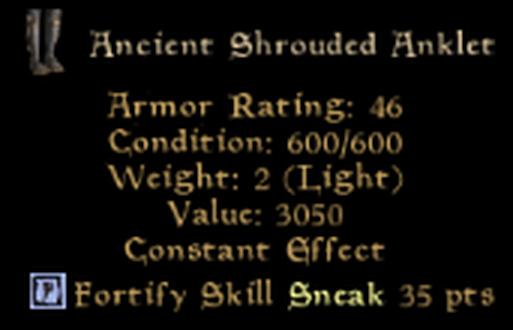 Ancient Shrouded Anklet
Armor Rating: 46
Condition: 600/600
Weight: 2 (Light)
Value: 3050
Constant Effect
Fortify Skill Sneak 35 pts